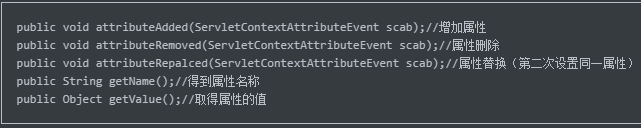 public void attributeAdded(ServletContextAttributeEvent scab);//增加属性
public void attributeRemoved(ServletContextAttributeEvent scab);//属性删除
public void attributeRepalced(ServletContextAttributeEvent scab);//属性替换（第二次设置同一属性）
public String getName();//得到属性名称
public Object getValue();//取得属性的值